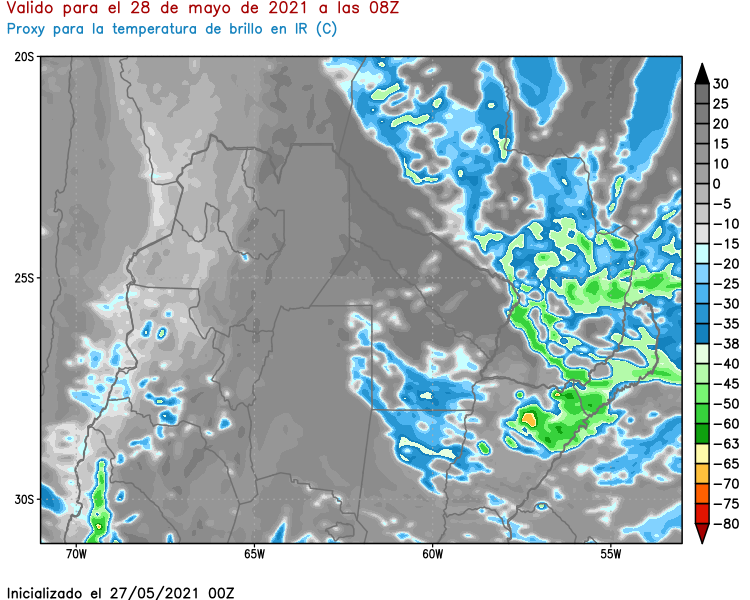 Valido para el 28 de mayo de 2021 a las 08Z
Proxy para la temperatura de brillo en IR (C)
20S
25S
30S
70W
65W
60W
55W
30
25
20
15
10
0
−5
−10
−15
−20
−25
−30
−35
−38
−40
−45
−50
−60
−63
−65
−70
−75
−80
Inicializado el 27/05/2021 00Z